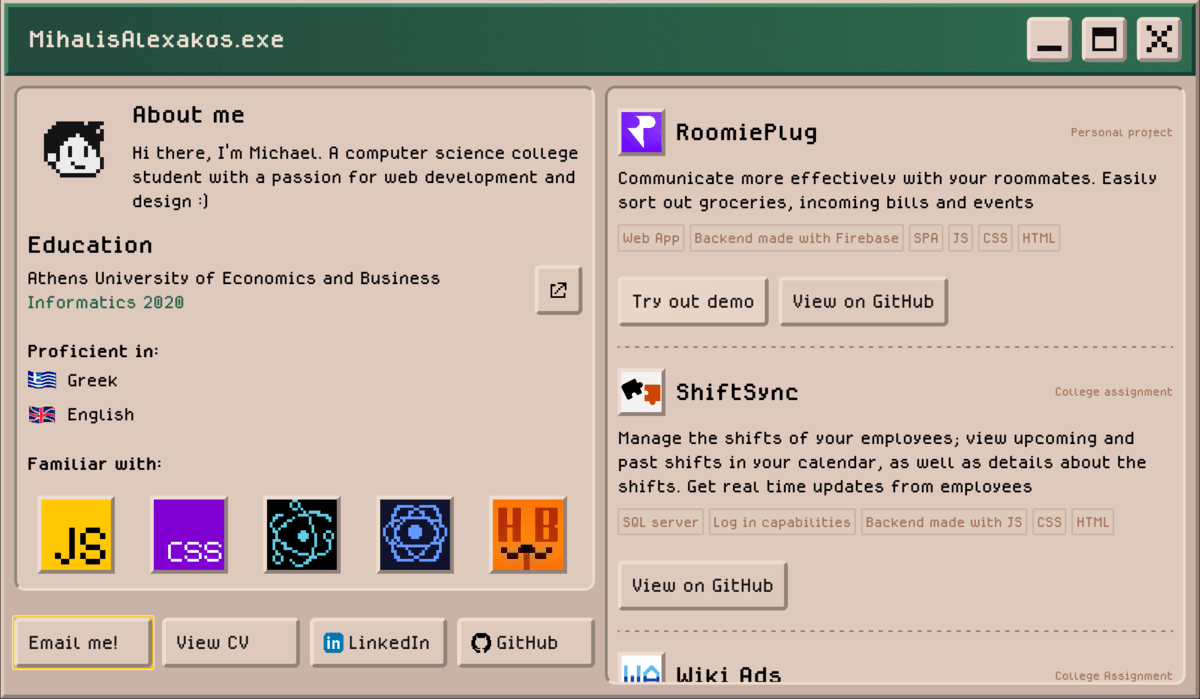 MihalisAlexakos.exe
About me
Hi there, I'm Michael. A computer science college
student with a passion for web development and
design :)
Education
Athens University of Economics and Business
Informatics 2020
Proficient in:
Greek
English
Familiar with:
JS
CSS
HB
Email me!
View CV
in LinkedIn
GitHub
RoomiePlug
Personal project
Communicate more effectively with your roommates. Easily
sort out groceries, incoming bills and events
Web App
Backend made with Firebase
SPA
JS
CSS
HTML
Try out demo
View on GitHub
ShiftSync
College assignment
Manage the shifts of your employees; view upcoming and
past shifts in your calendar, as well as details about the
shifts. Get real time updates from employees
SQL server
Log in capabilities
Backend made with JS
CSS
HTML
View on GitHub
WA
Wiki Ads
College Assignment